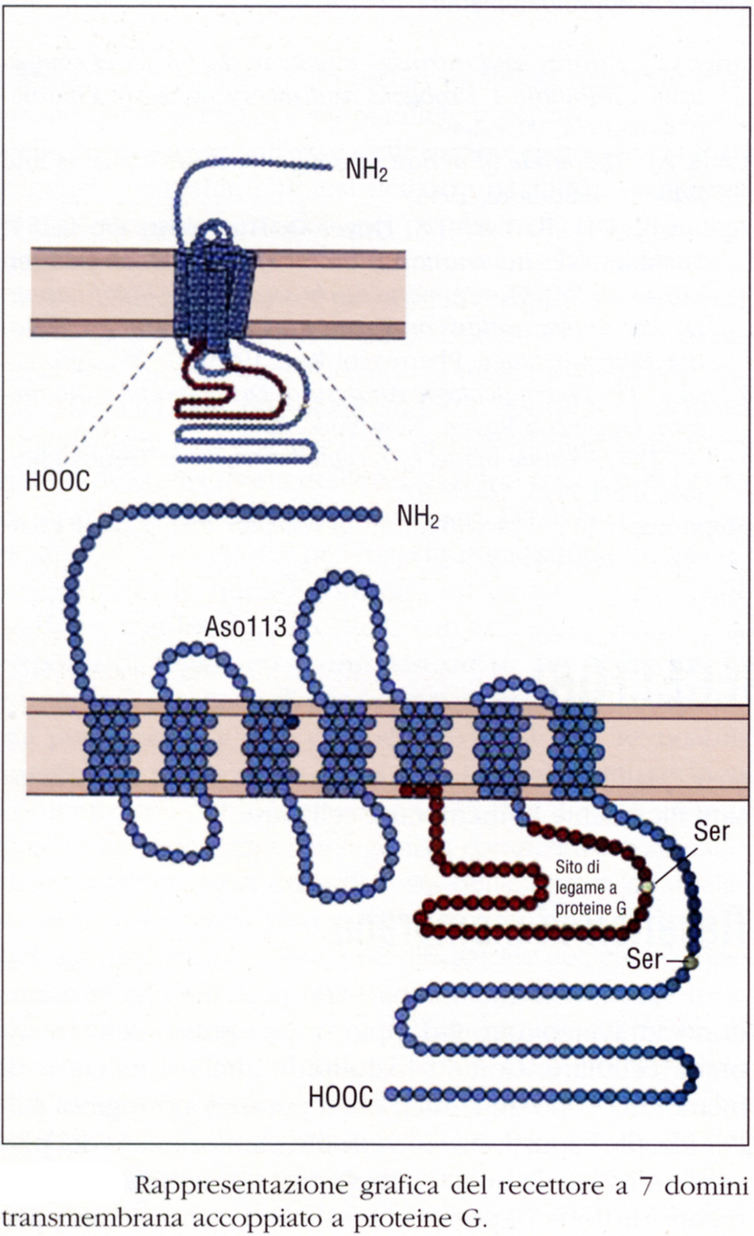 NH₂
HOOC
NH₂
Aso113
Ser
Sito di
legame a
proteine G
Ser
HOOC
Rappresentazione grafica del recettore a 7 domini
transmembrana accoppiato a proteine G.